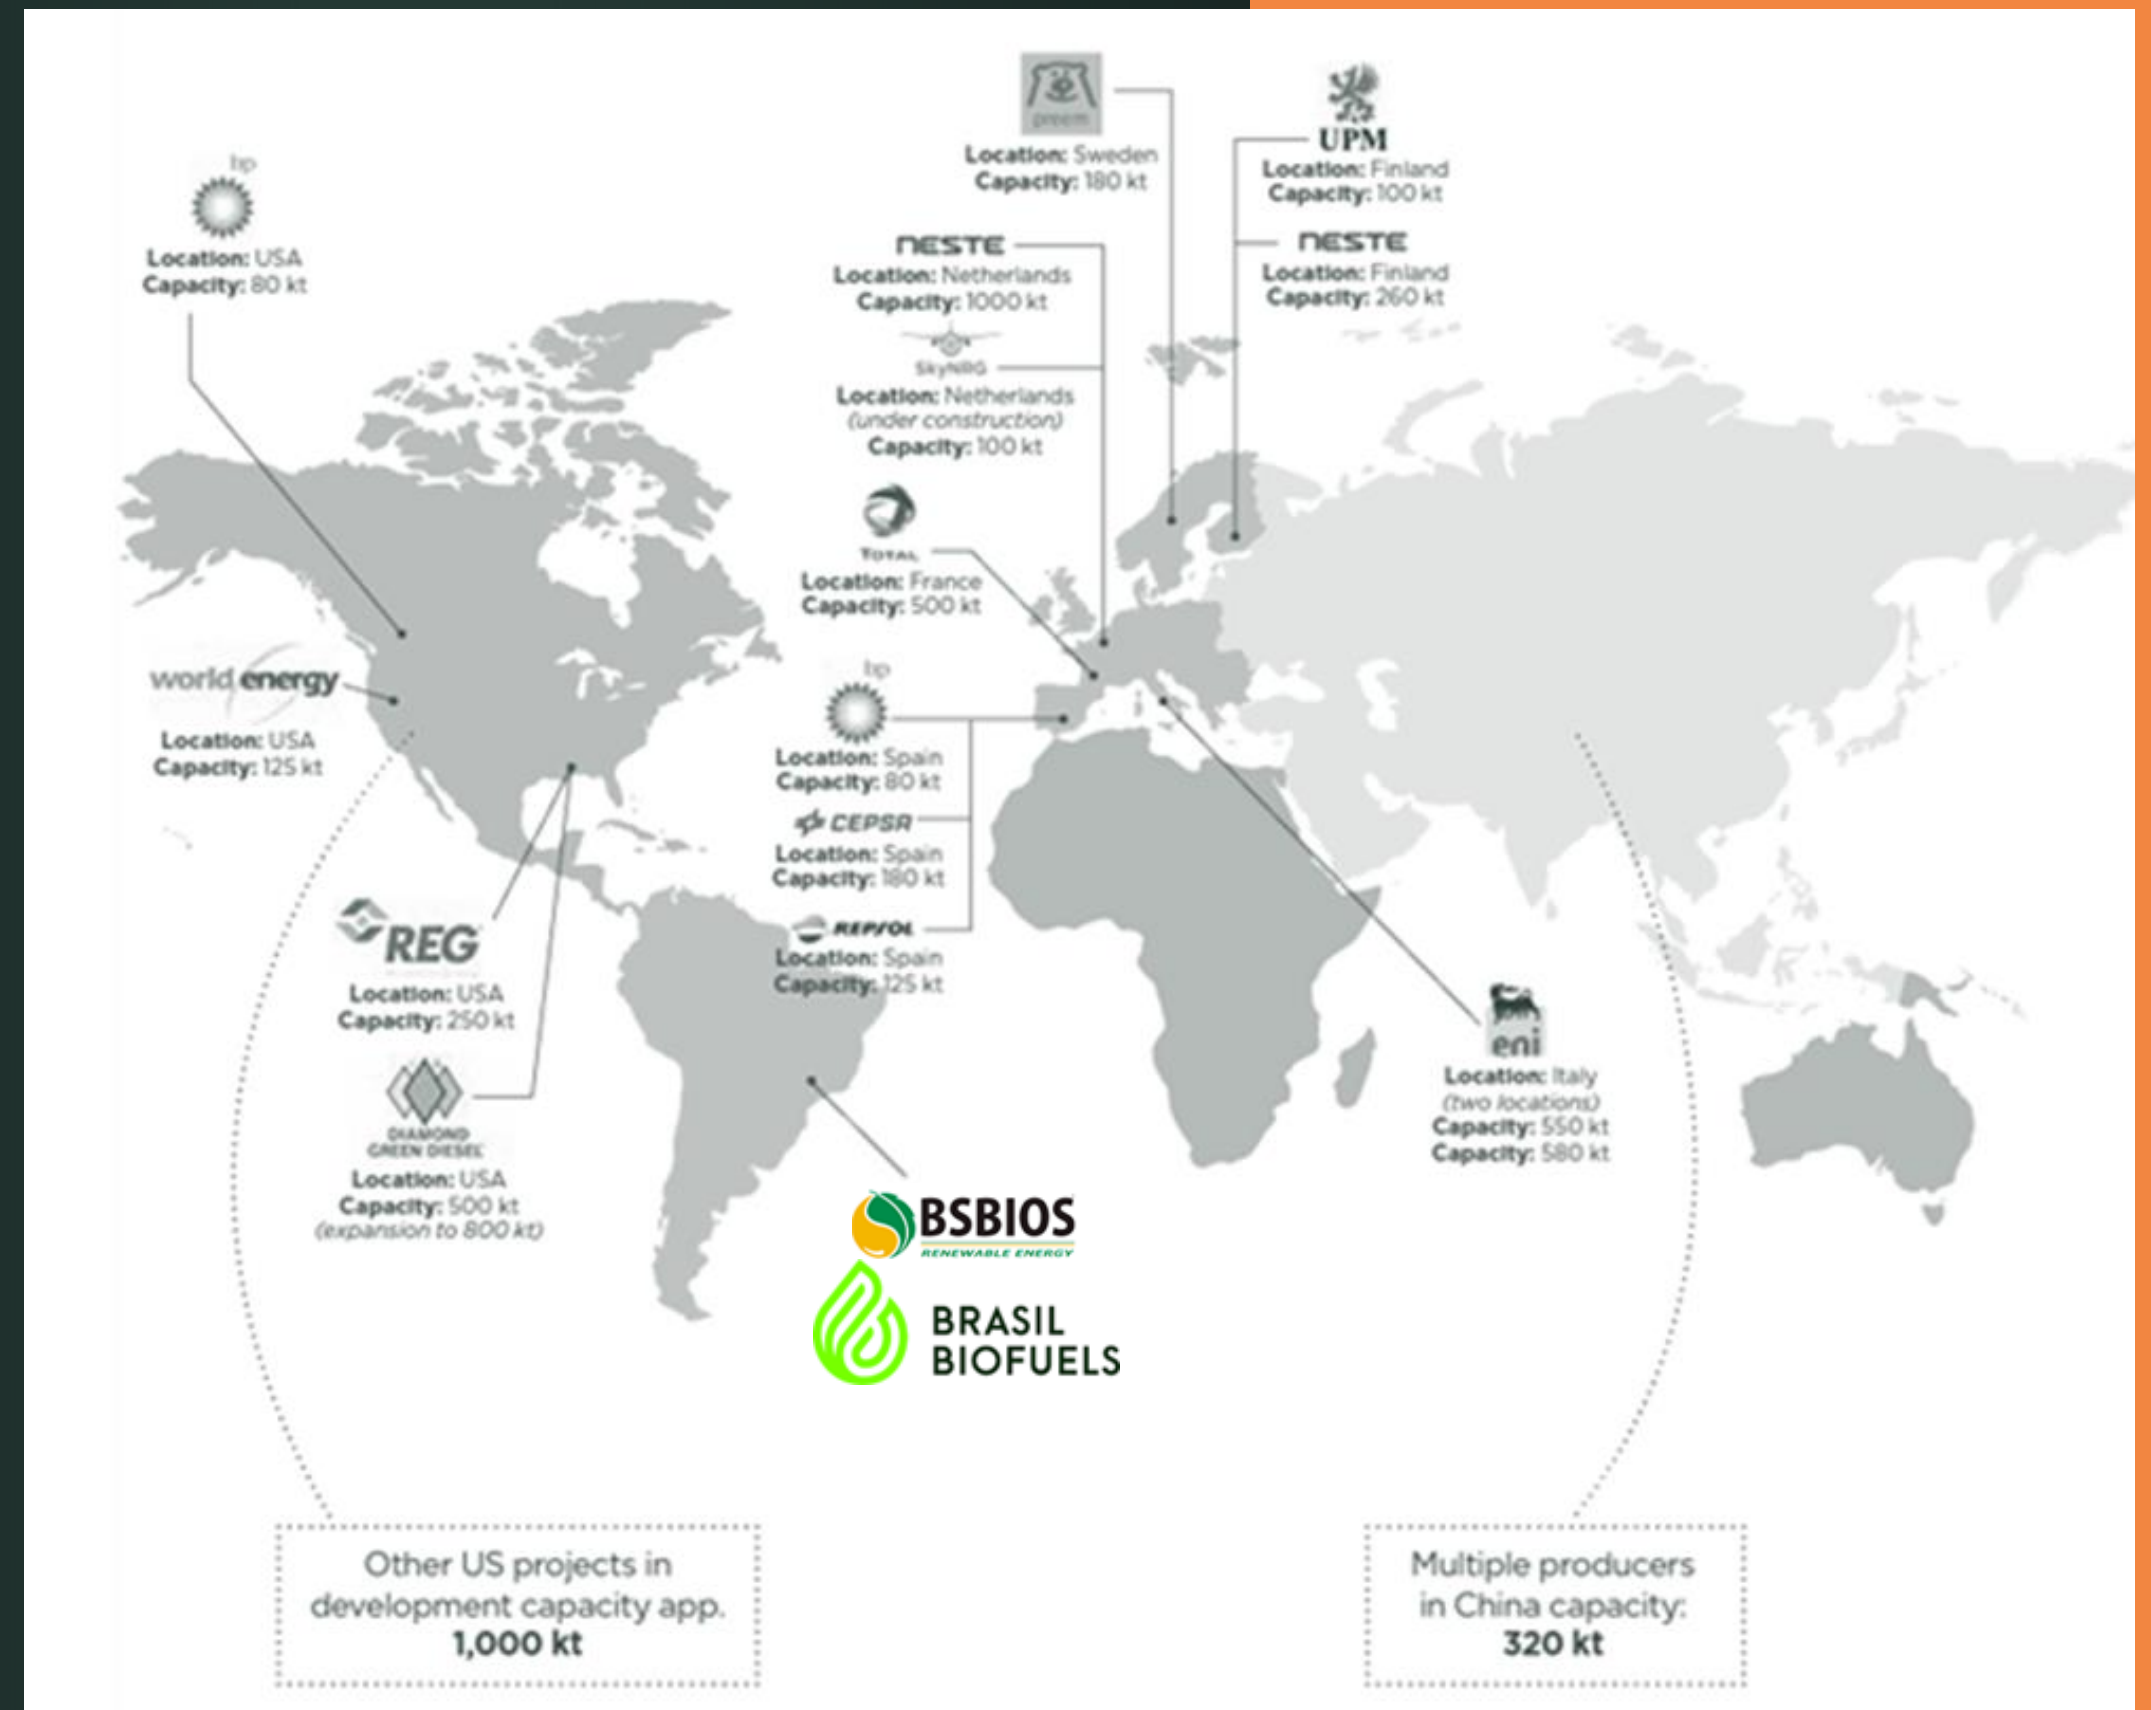 bp
Location: USA
Capacity: 80 kt
preem
Location: Sweden
Capacity: 180 kt
UPM
Location: Finland
Capacity: 100 kt
NESTE
Location: Finland
Capacity: 260 kt
NESTE
Location: Netherlands
Capacity: 1000 kt
SkyNRG
Location: Netherlands
(under construction)
Capacity: 100 kt
TOTAL
Location: France
Capacity: 500 kt
world energy
Location: USA
Capacity: 125 kt
bp
Location: Spain
Capacity: 80 kt
CEPSA
Location: Spain
Capacity: 180 kt
REPSOL
Location: Spain
Capacity: 125 kt
REG
Location: USA
Capacity: 250 kt
DIAMOND
GREEN DIESEL
Location: USA
Capacity: 500 kt
(expansion to 800 kt)
eni
Location: Italy
(two locations)
Capacity: 550 kt
Capacity: 580 kt
BSBIOS
RENEWABLE ENERGY
BRASIL
BIOFUELS
Other US projects in
development capacity app.
1,000 kt
Multiple producers
in China capacity:
320 kt